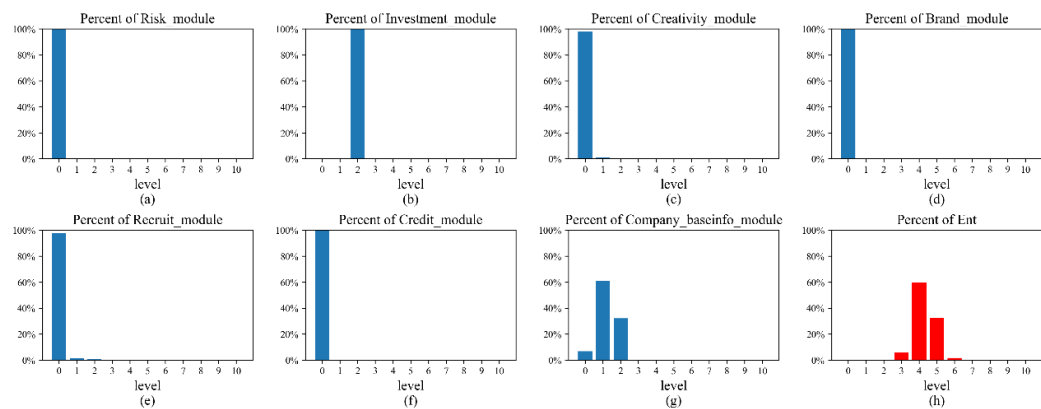 Percent of Risk_module
100%
80%
60%
40%
20%
0%
0 1 2 3 4 5 6 7 8 9 10
level
(a)
Percent of Investment_module
100%
80%
60%
40%
20%
0%
0 1 2 3 4 5 6 7 8 9 10
level
(b)
Percent of Creativity_module
100%
80%
60%
40%
20%
0%
0 1 2 3 4 5 6 7 8 9 10
level
(c)
Percent of Brand_module
100%
80%
60%
40%
20%
0%
0 1 2 3 4 5 6 7 8 9 10
level
(d)
Percent of Recruit_module
100%
80%
60%
40%
20%
0%
0 1 2 3 4 5 6 7 8 9 10
level
(e)
Percent of Credit_module
100%
80%
60%
40%
20%
0%
0 1 2 3 4 5 6 7 8 9 10
level
(f)
Percent of Company_baseinfo_module
100%
80%
60%
40%
20%
0%
0 1 2 3 4 5 6 7 8 9 10
level
(g)
Percent of Ent
100%
80%
60%
40%
20%
0%
0 1 2 3 4 5 6 7 8 9 10
level
(h)